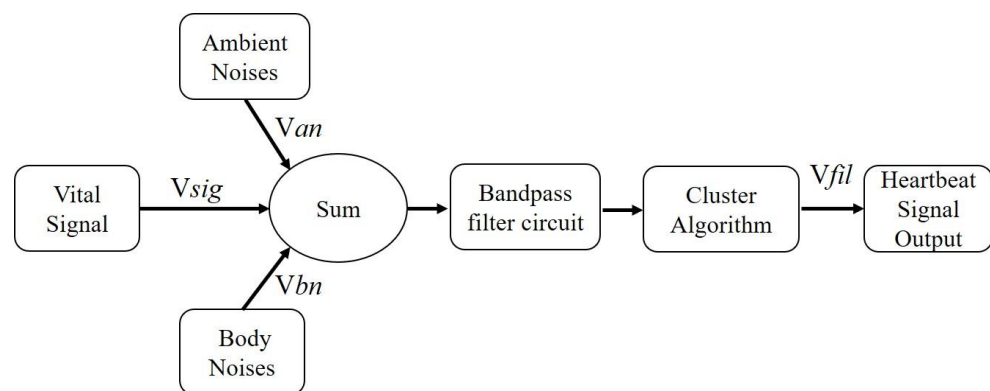 Ambient
Noises
Van
Vital
Signal
Vsig
Sum
Bandpass
filter circuit
Cluster
Algorithm
Vfil
Heartbeat
Signal
Output
Vbn
Body
Noises